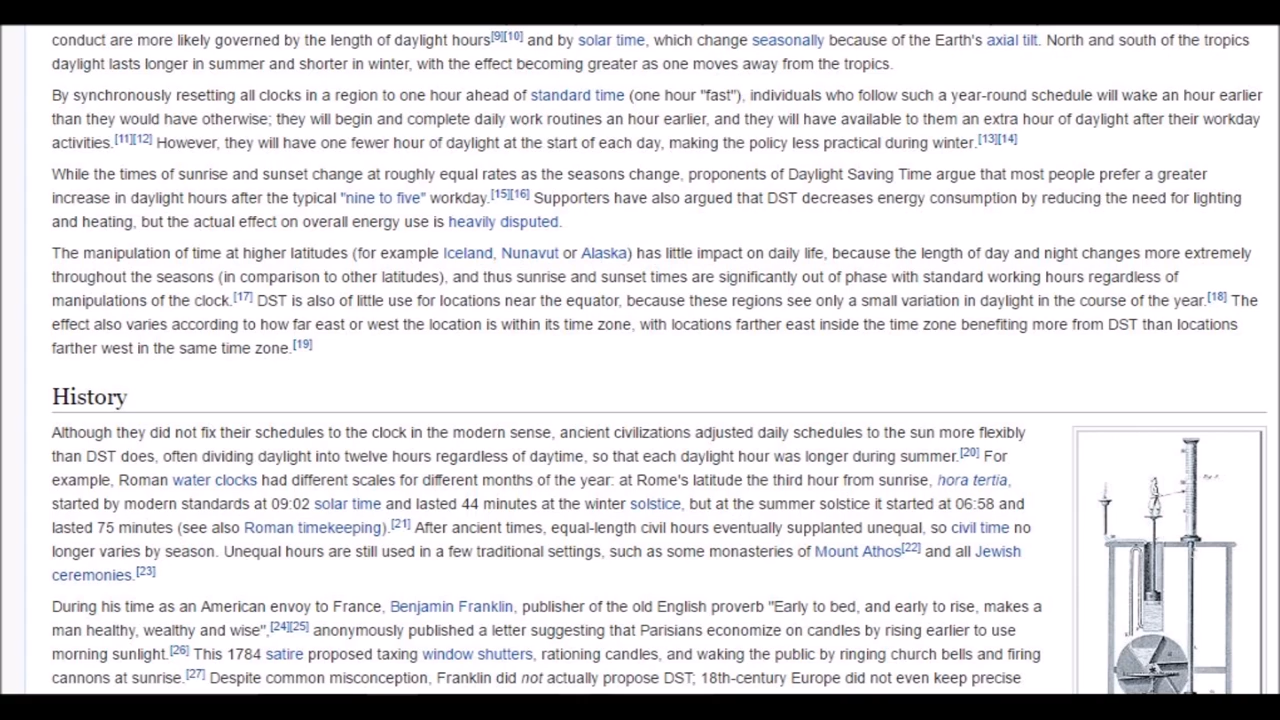 conduct are more likely governed by the length of daylight hours[9][10] and by solar time, which change seasonally because of the Earth's axial tilt. North and south of the tropics
daylight lasts longer in summer and shorter in winter, with the effect becoming greater as one moves away from the tropics.
By synchronously resetting all clocks in a region to one hour ahead of standard time (one hour "fast"), individuals who follow such a year-round schedule will wake an hour earlier
than they would have otherwise; they will begin and complete daily work routines an hour earlier, and they will have available to them an extra hour of daylight after their workday
activities.[11][12] However, they will have one fewer hour of daylight at the start of each day, making the policy less practical during winter.[13][14]
While the times of sunrise and sunset change at roughly equal rates as the seasons change, proponents of Daylight Saving Time argue that most people prefer a greater
increase in daylight hours after the typical "nine to five" workday.[15][16] Supporters have also argued that DST decreases energy consumption by reducing the need for lighting
and heating, but the actual effect on overall energy use is heavily disputed.
The manipulation of time at higher latitudes (for example Iceland, Nunavut or Alaska) has little impact on daily life, because the length of day and night changes more extremely
throughout the seasons (in comparison to other latitudes), and thus sunrise and sunset times are significantly out of phase with standard working hours regardless of
manipulations of the clock.[17] DST is also of little use for locations near the equator, because these regions see only a small variation in daylight in the course of the year.[18] The
effect also varies according to how far east or west the location is within its time zone, with locations farther east inside the time zone benefiting more from DST than locations
farther west in the same time zone.[19]
History
Although they did not fix their schedules to the clock in the modern sense, ancient civilizations adjusted daily schedules to the sun more flexibly
than DST does, often dividing daylight into twelve hours regardless of daytime, so that each daylight hour was longer during summer.[20] For
example, Roman water clocks had different scales for different months of the year: at Rome's latitude the third hour from sunrise, hora tertia,
started by modern standards at 09:02 solar time and lasted 44 minutes at the winter solstice, but at the summer solstice it started at 06:58 and
lasted 75 minutes (see also Roman timekeeping).[21] After ancient times, equal-length civil hours eventually supplanted unequal, so civil time no
longer varies by season. Unequal hours are still used in a few traditional settings, such as some monasteries of Mount Athos[22] and all Jewish
ceremonies.[23]
During his time as an American envoy to France, Benjamin Franklin, publisher of the old English proverb "Early to bed, and early to rise, makes a
man healthy, wealthy and wise",[24][25] anonymously published a letter suggesting that Parisians economize on candles by rising earlier to use
morning sunlight.[26] This 1784 satire proposed taxing window shutters, rationing candles, and waking the public by ringing church bells and firing
cannons at sunrise.[27] Despite common misconception, Franklin did not actually propose DST; 18th-century Europe did not even keep precise